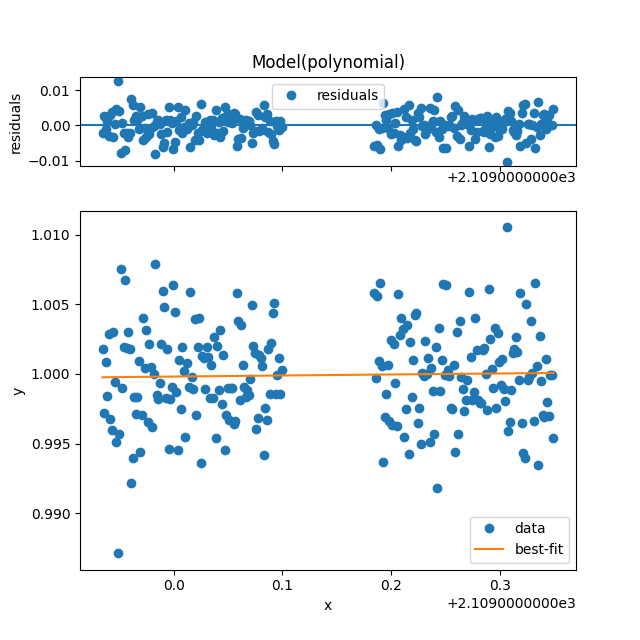 Model(polynomial)
residuals
0.01
0.00
−0.01
residuals
+2.1090000000e3
y
1.010
1.005
1.000
0.995
0.990
data
best-fit
0.0 0.1 0.2 0.3
x
+2.1090000000e3